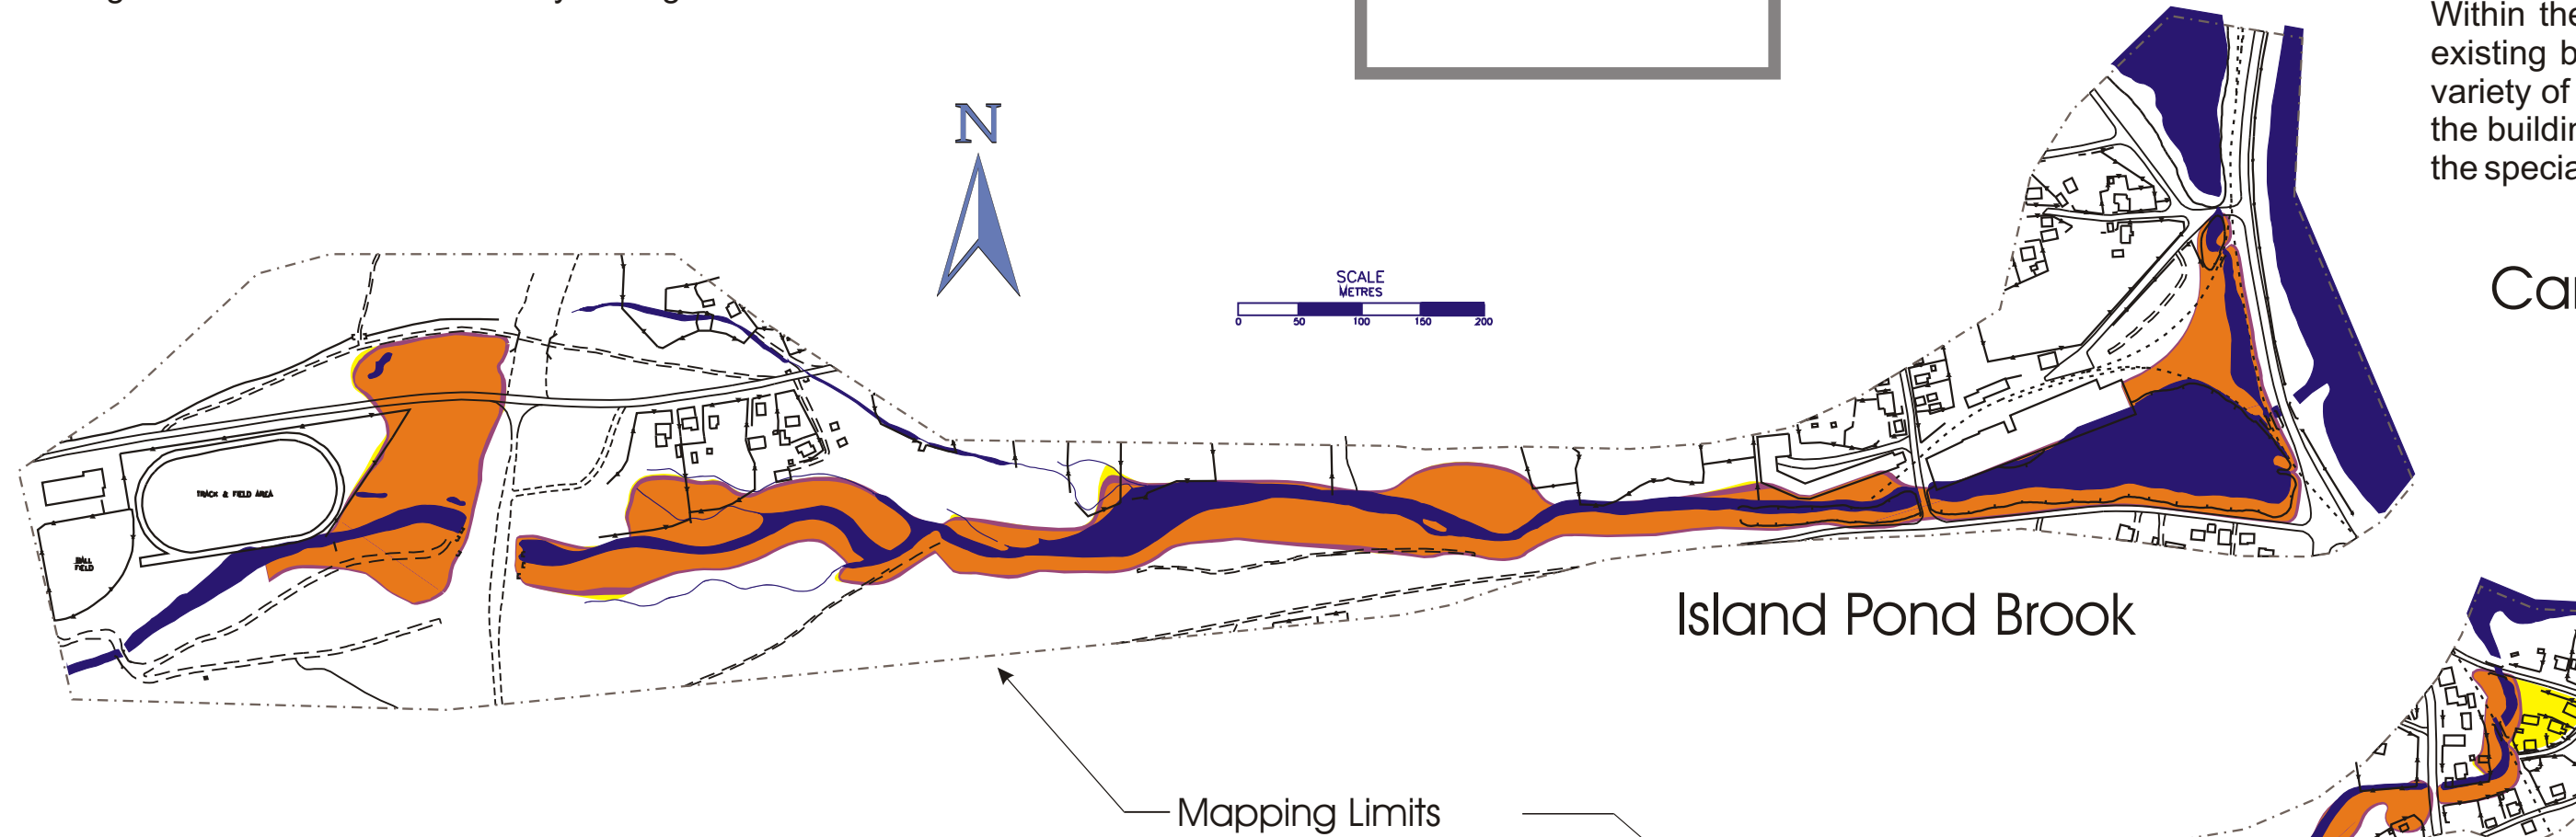 Within the
existing b
variety of
the buildin
the specia
N
SCALE
METRES
0 50 100 150 200
Car
TRACK & FIELD AREA
BALL
FIELD
Island Pond Brook
Mapping Limits